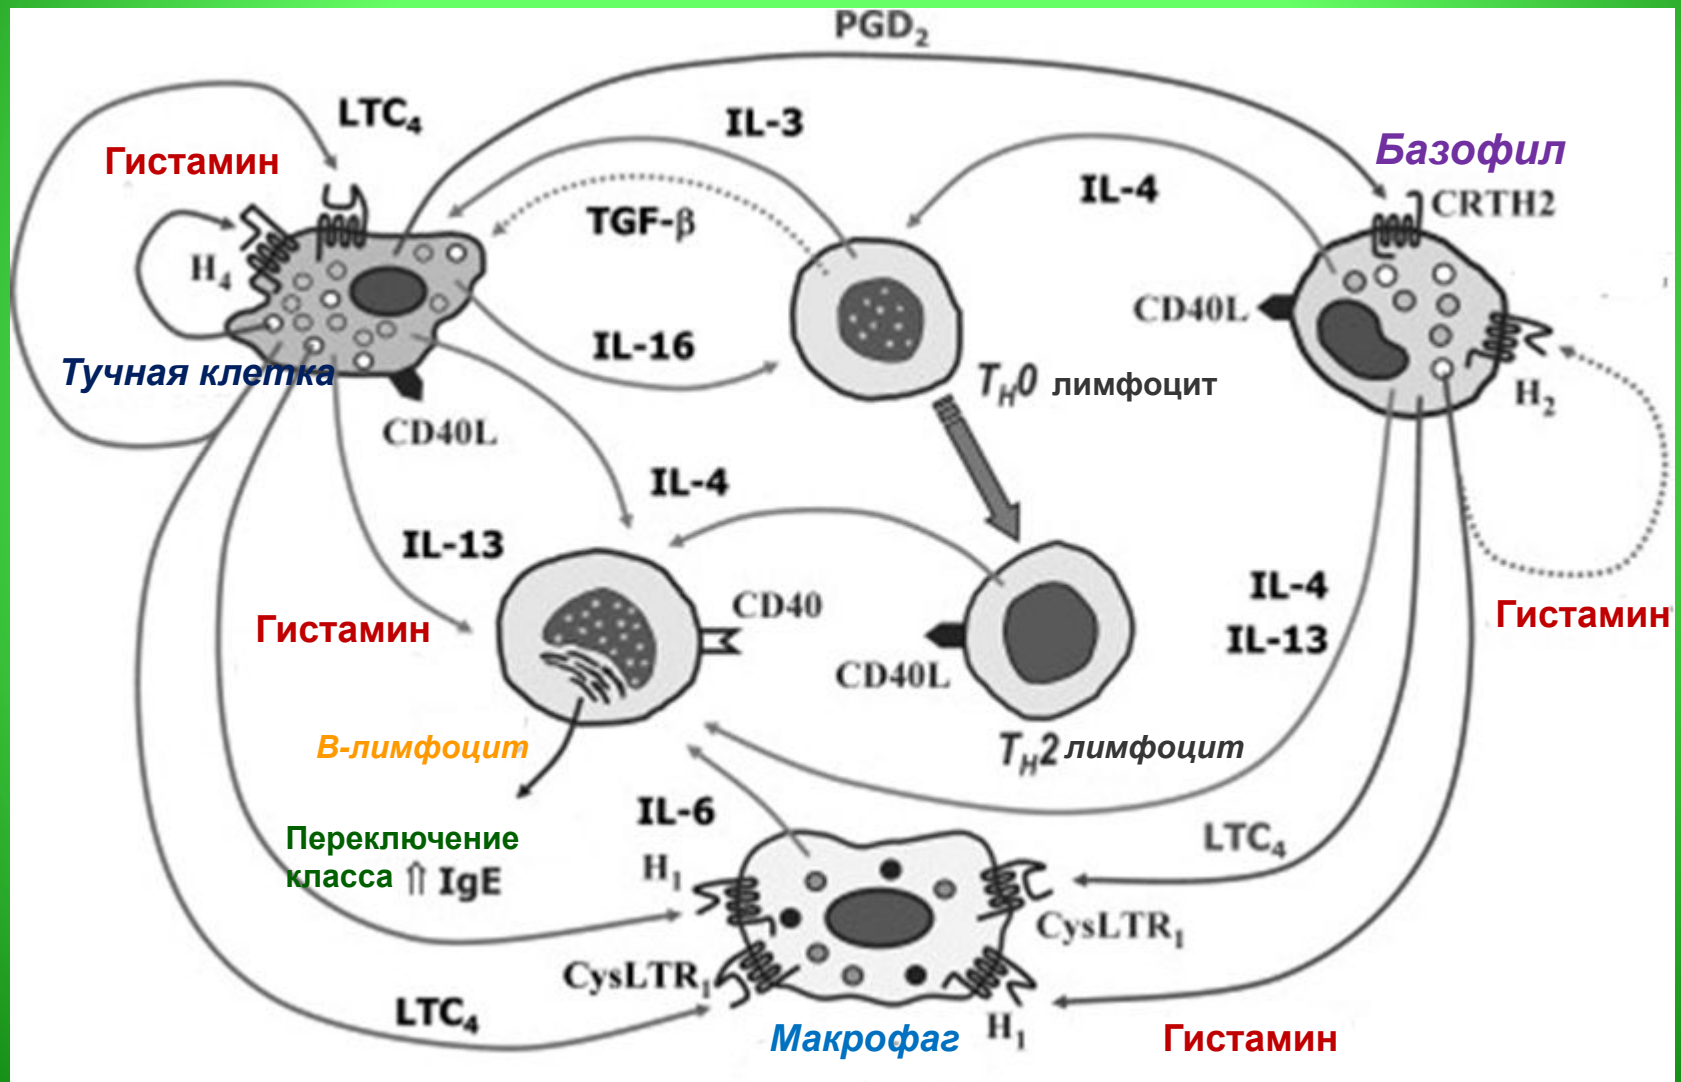 PGD₂
LTC₄
IL-3
Гистамин
Базофил
IL-4
CRTH2
TGF-β
H₄
CD40L
IL-16
Тучная клетка
Tₕ0 лимфоцит
H₂
CD40L
IL-4
IL-13
CD40
IL-4
IL-13
Гистамин
Гистамин
CD40L
В-лимфоцит
Tₕ2 лимфоцит
IL-6
Переключение
класса ⇑ IgE
H₁
LTC₄
CysLTR₁
CysLTR₁
LTC₄
Макрофаг
H₁
Гистамин